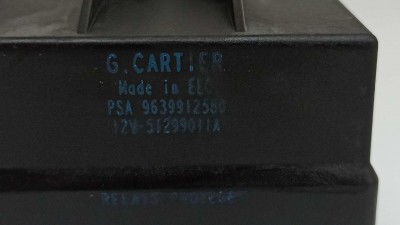 G.CARTIER
Made in EEC
PSA 9639912580
12V-51299011A